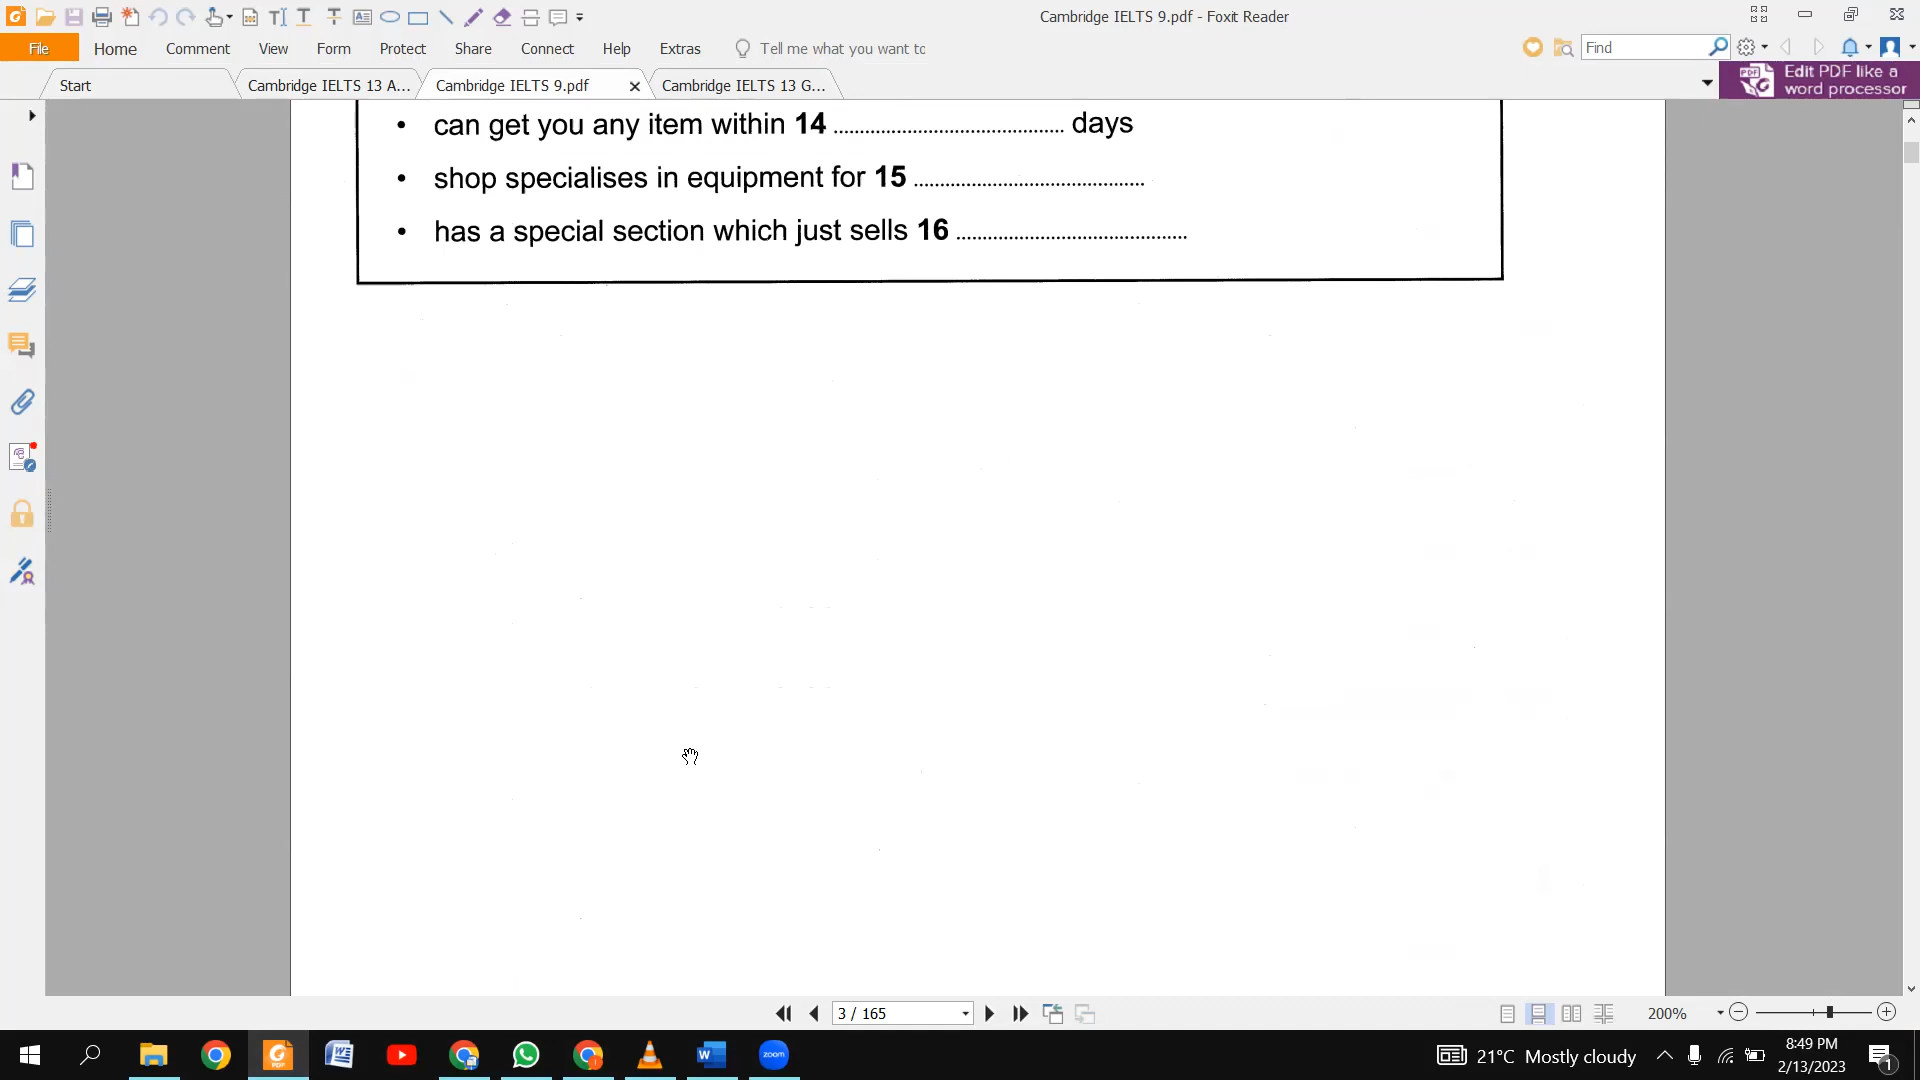 Cambridge IELTS 9.pdf - Foxit Reader
File Home Comment View Form Protect Share Connect Help Extras Tell me what you want to Find
Start Cambridge IELTS 13 A... Cambridge IELTS 9.pdf Cambridge IELTS 13 G... Edit PDF like a
word processor
• can get you any item within 14 ........................................ days
• shop specialises in equipment for 15 ........................................
• has a special section which just sells 16 ........................................
3 / 165 200%
zoom 21°C Mostly cloudy 8:49 PM
2/13/2023 1